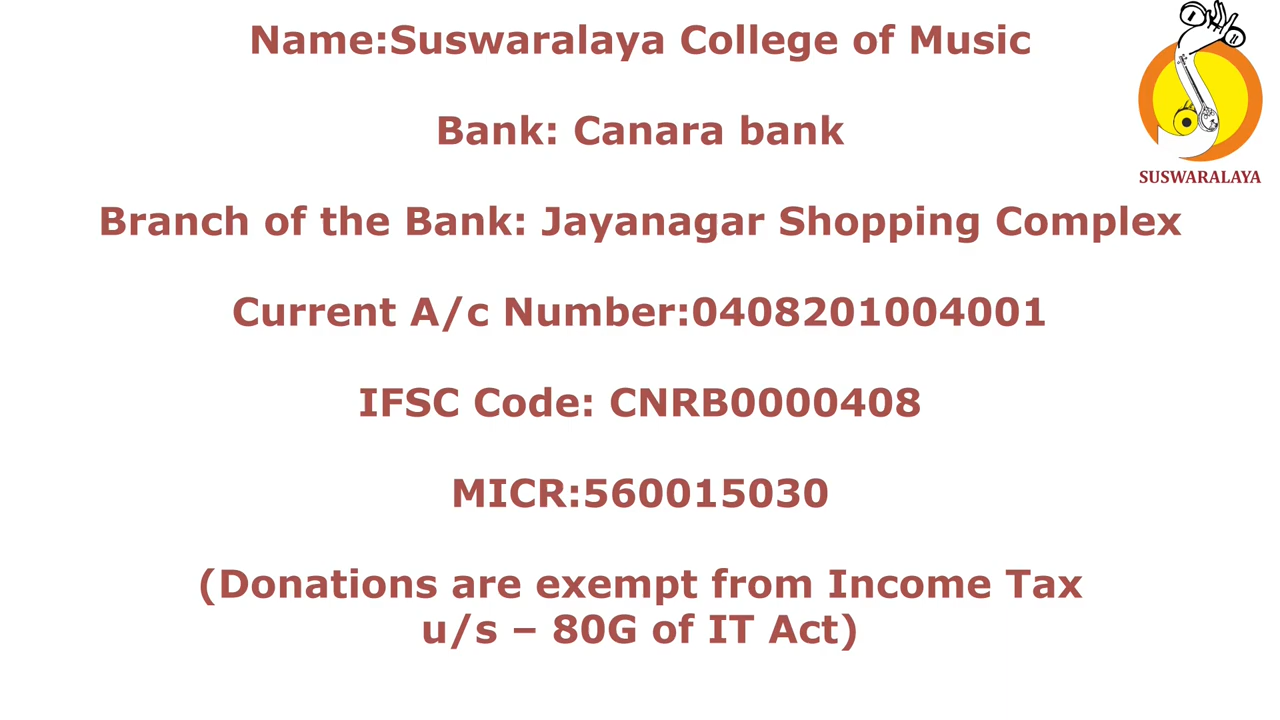 Name:Suswaralaya College of Music
SUSWARALAYA
Bank: Canara bank
Branch of the Bank: Jayanagar Shopping Complex
Current A/c Number:0408201004001
IFSC Code: CNRB0000408
MICR:560015030
(Donations are exempt from Income Tax
u/s – 80G of IT Act)